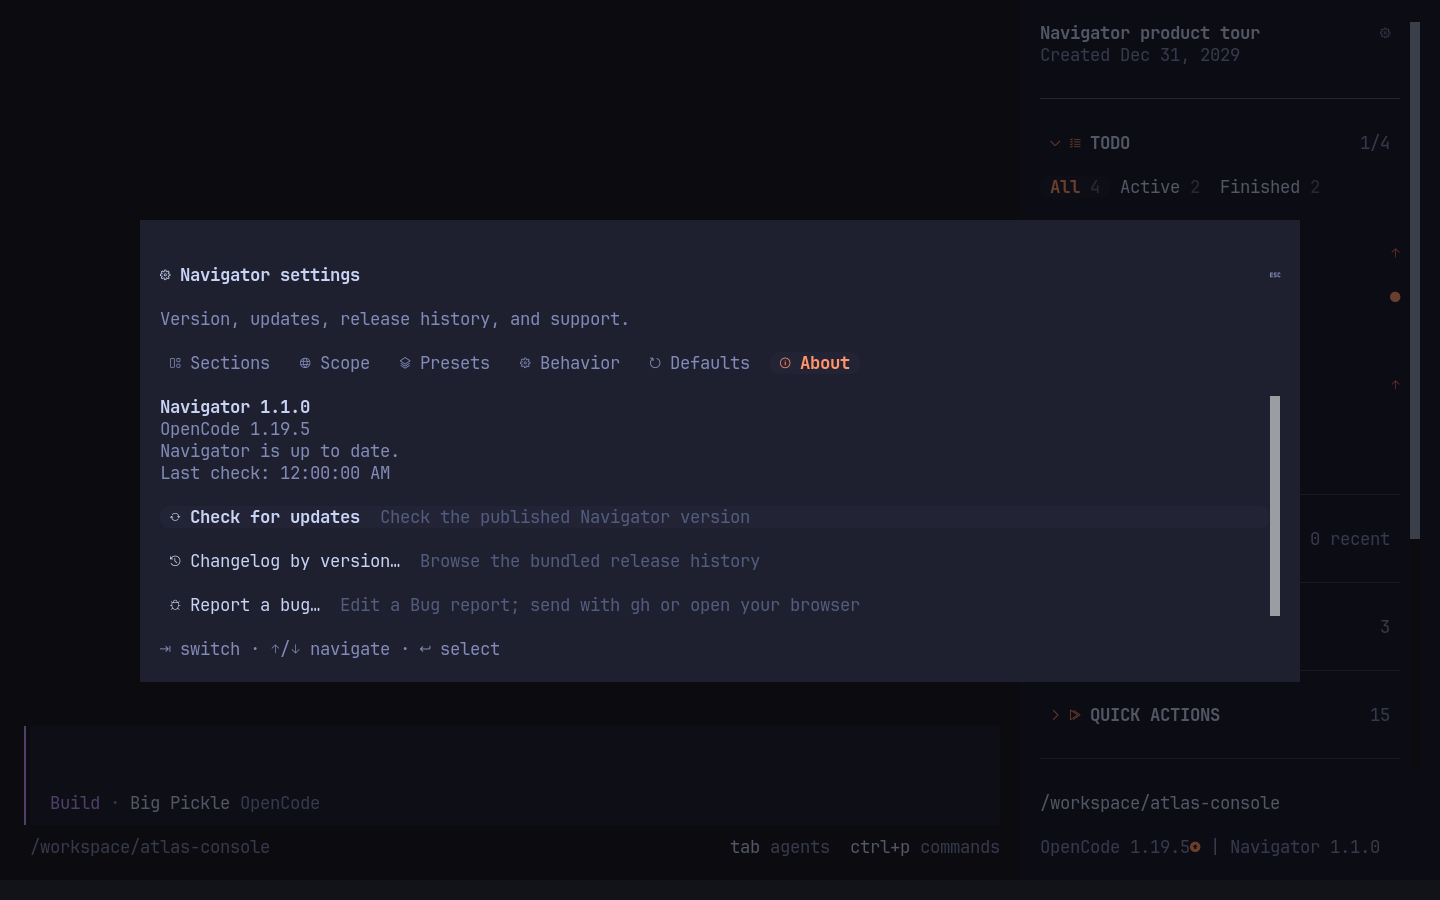 Navigator product tour
Created Dec 31, 2029
TODO 1/4
All 4 Active 2 Finished 2
Navigator settings ESC
Version, updates, release history, and support.
Sections Scope Presets Behavior Defaults About
Navigator 1.1.0
OpenCode 1.19.5
Navigator is up to date.
Last check: 12:00:00 AM
Check for updates Check the published Navigator version
Changelog by version… Browse the bundled release history
Report a bug… Edit a Bug report; send with gh or open your browser
⇥ switch · ↑/↓ navigate · ↩ select
0 recent
3
QUICK ACTIONS 15
Build · Big Pickle OpenCode
/workspace/atlas-console
tab agents ctrl+p commands
/workspace/atlas-console
OpenCode 1.19.5 | Navigator 1.1.0